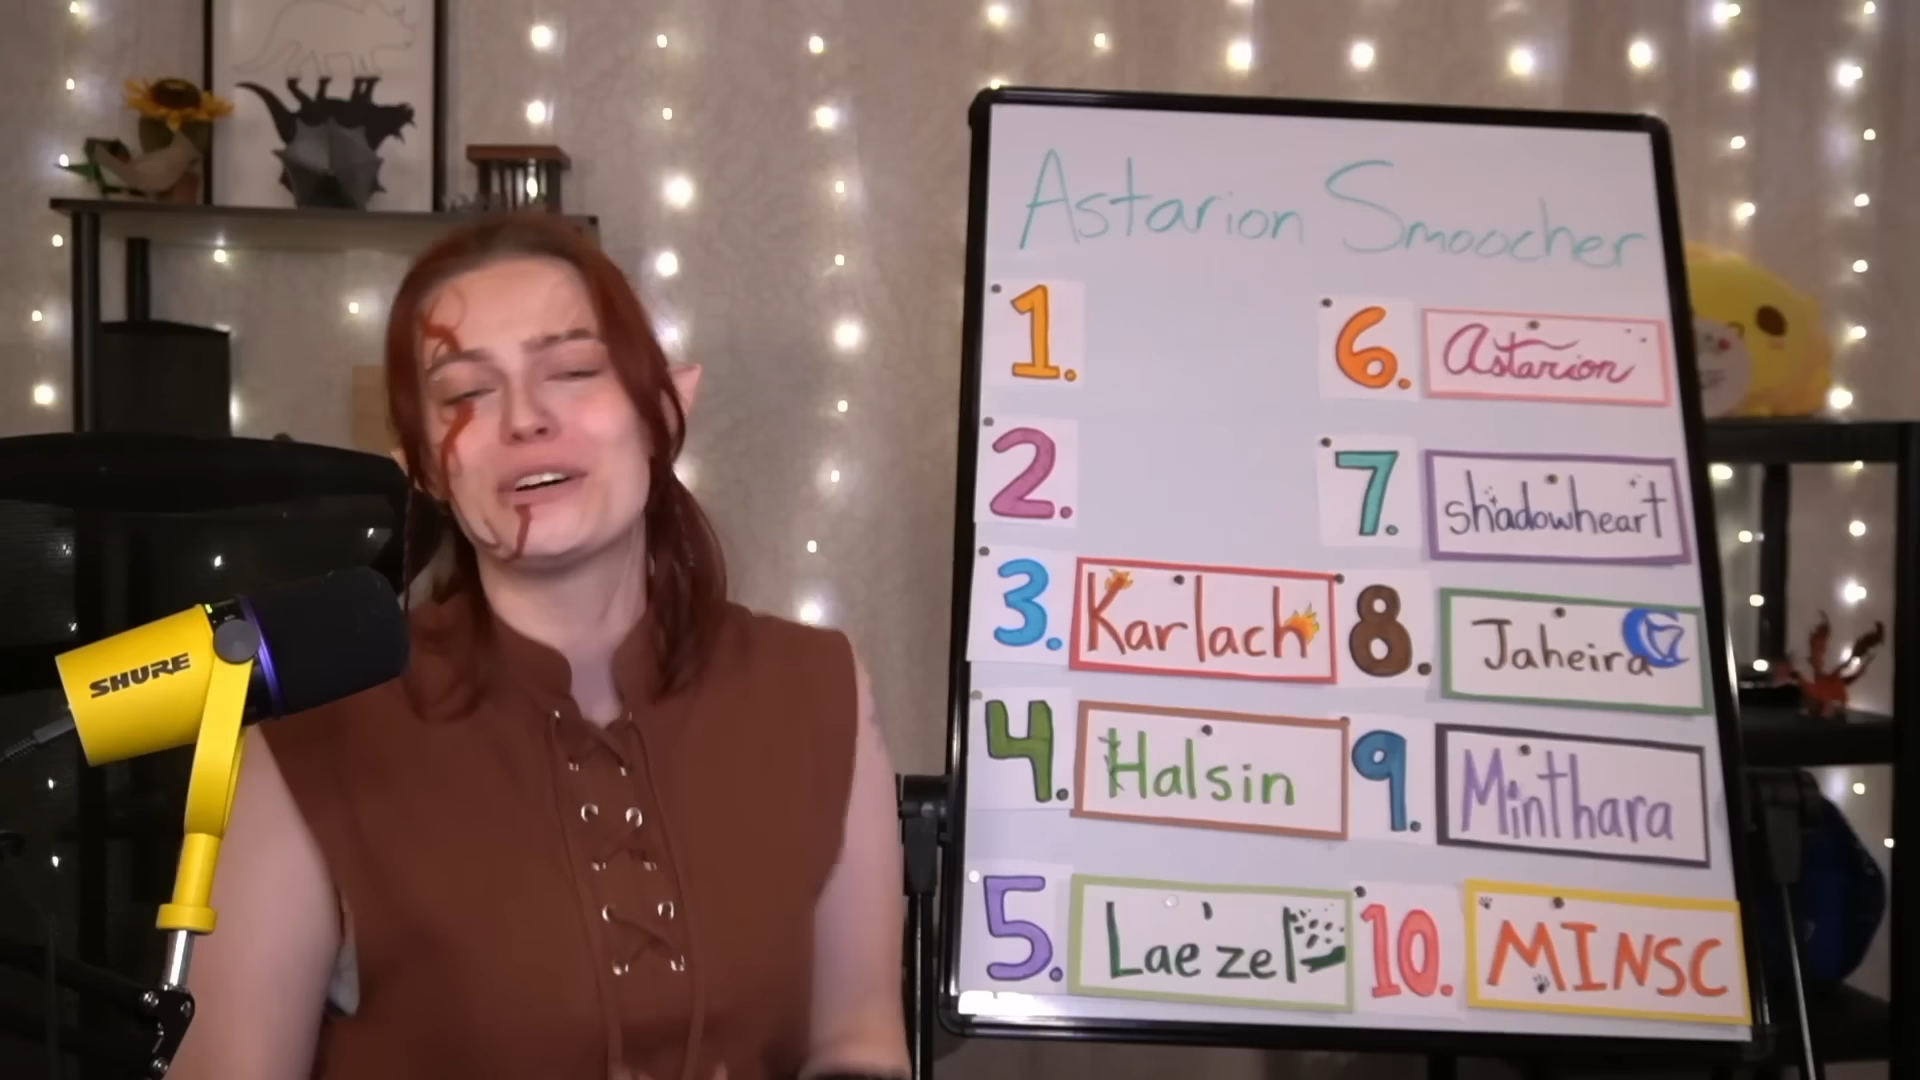 Astarion Smoocher
1.
2.
3. Karlach
4. Halsin
5. Lae'zel
6. Astarion
7. shadowheart
8. Jaheira
9. Minthara
10. MINSC
SHURE